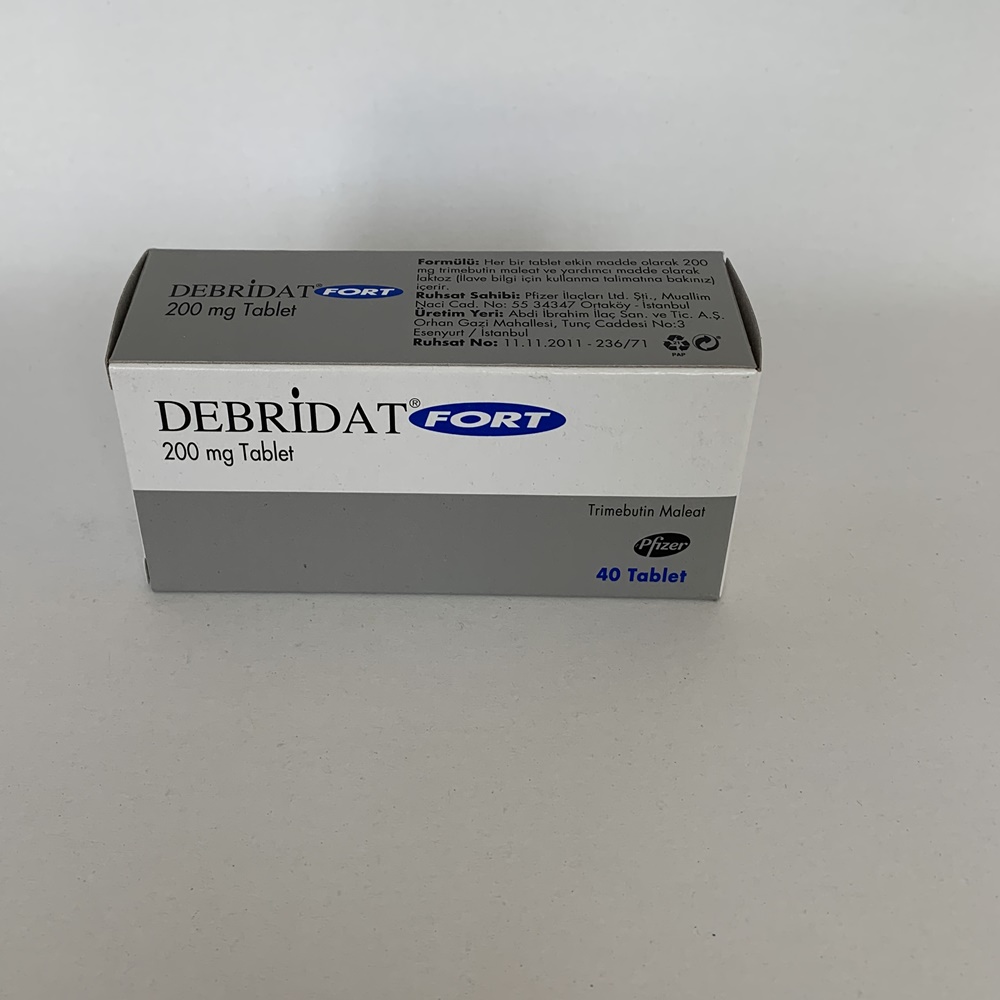 DEBRİDAT FORT
200 mg Tablet
Formülü: Her bir tablet etkin madde olarak 200
mg trimebutin maleat ve yardımcı madde olarak
laktoz (İlave bilgi için kullanma talimatına bakınız)
içerir.
Ruhsat Sahibi: Pfizer İlaçları Ltd. Şti., Muallim
Naci Cad. No: 55 34347 Ortaköy - İstanbul
Üretim Yeri: Abdi İbrahim İlaç San. ve Tic. A.Ş.
Orhan Gazi Mahallesi, Tunç Caddesi No:3
Esenyurt / İstanbul
Ruhsat No: 11.11.2011 - 236/71
PAP
DEBRİDAT® FORT
200 mg Tablet
Trimebutin Maleat
Pfizer
40 Tablet